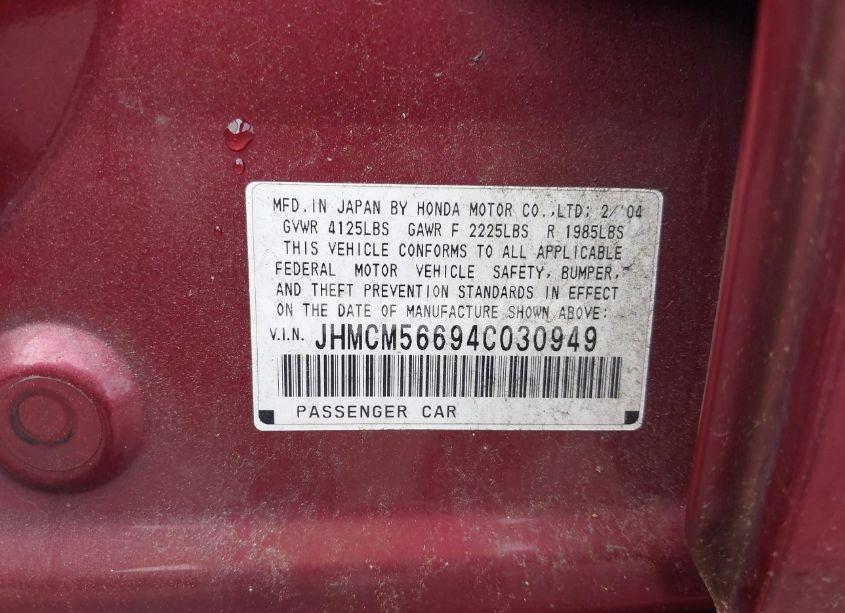 MFD.IN JAPAN BY HONDA MOTOR CO.,LTD; 2/'04
GVWR 4125LBS GAWR F 2225LBS R 1985LBS
THIS VEHICLE CONFORMS TO ALL APPLICABLE
FEDERAL MOTOR VEHICLE SAFETY, BUMPER,
AND THEFT PREVENTION STANDARDS IN EFFECT
ON THE DATE OF MANUFACTURE SHOWN ABOVE:
V.I.N. JHMCM56694C030949
PASSENGER CAR